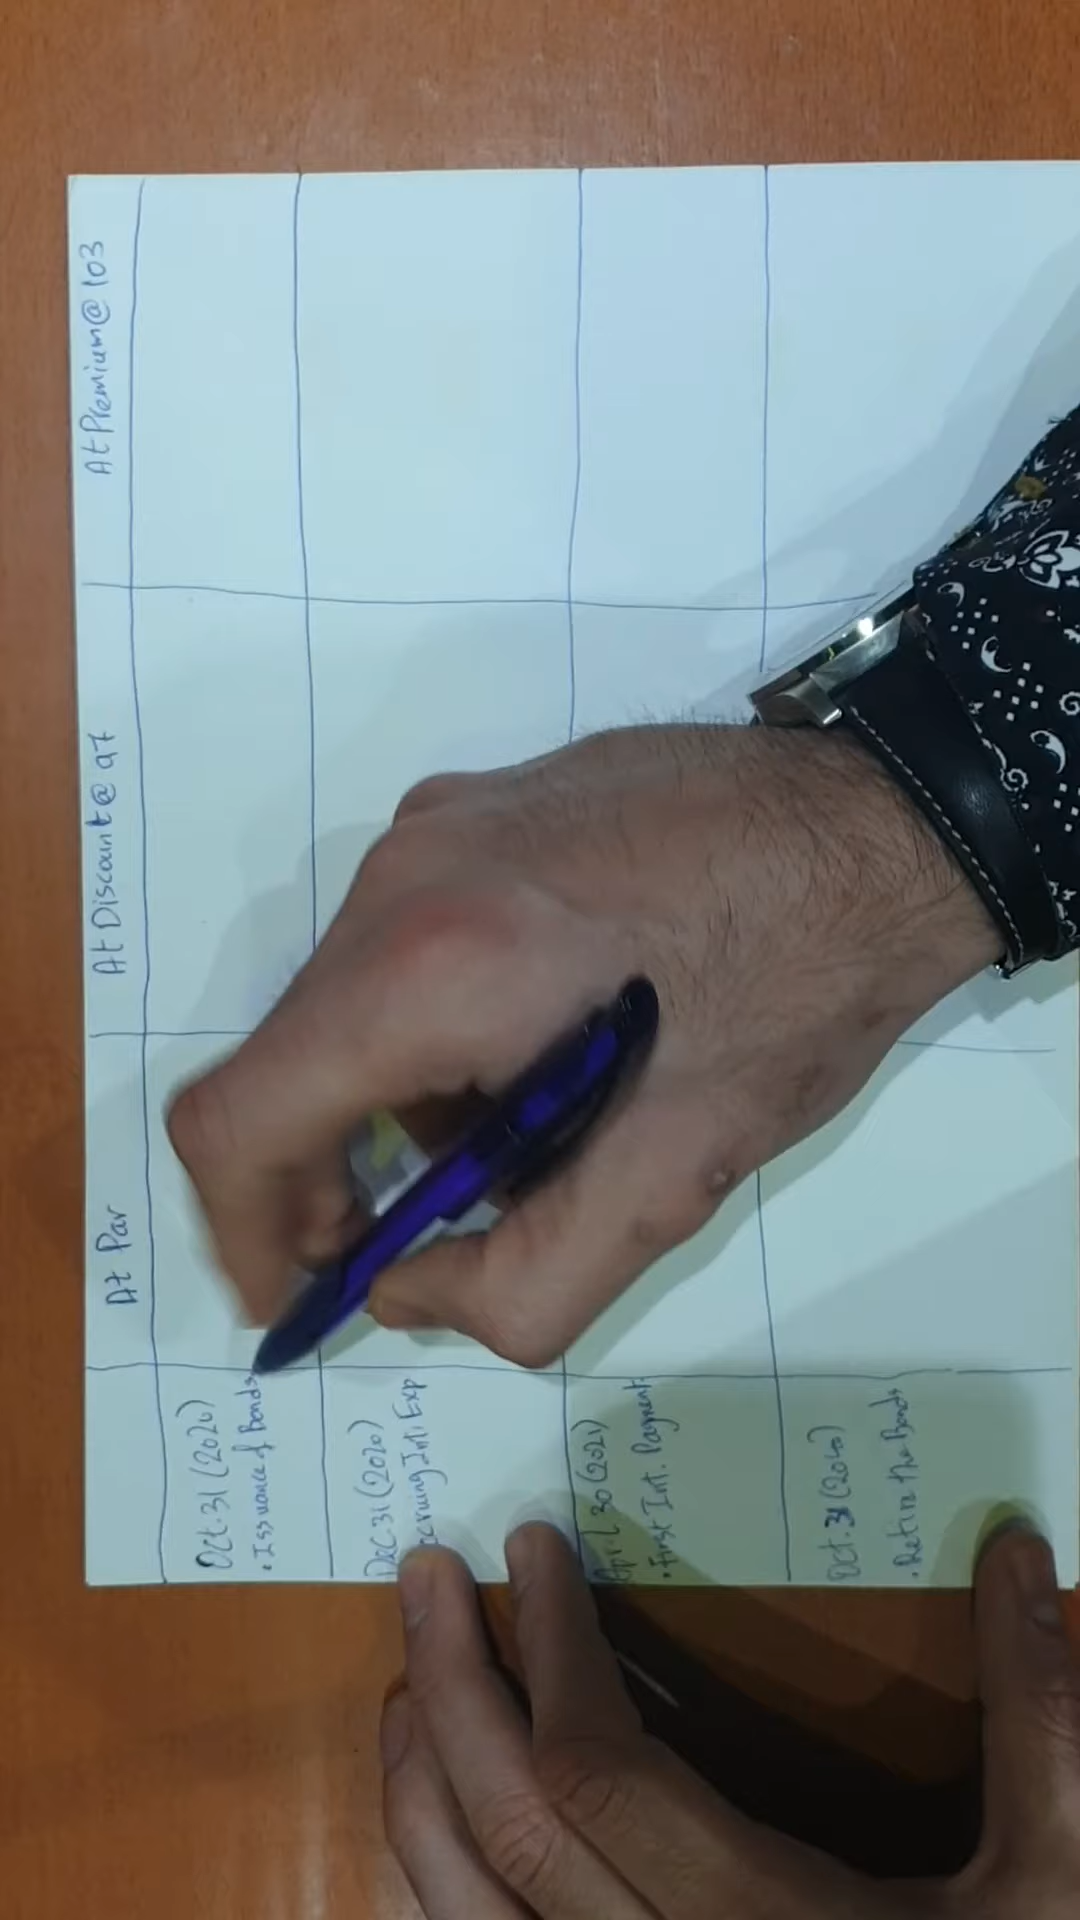 At Par
At Discount@ 97
At Premium@ 103
Oct. 31 (2020)
• Issuance of Bonds
Dec 31 (2020)
Accruing Int. Exp
April 30 (2021)
• First Int. Payment
Oct. 31
• Retire the Bonds